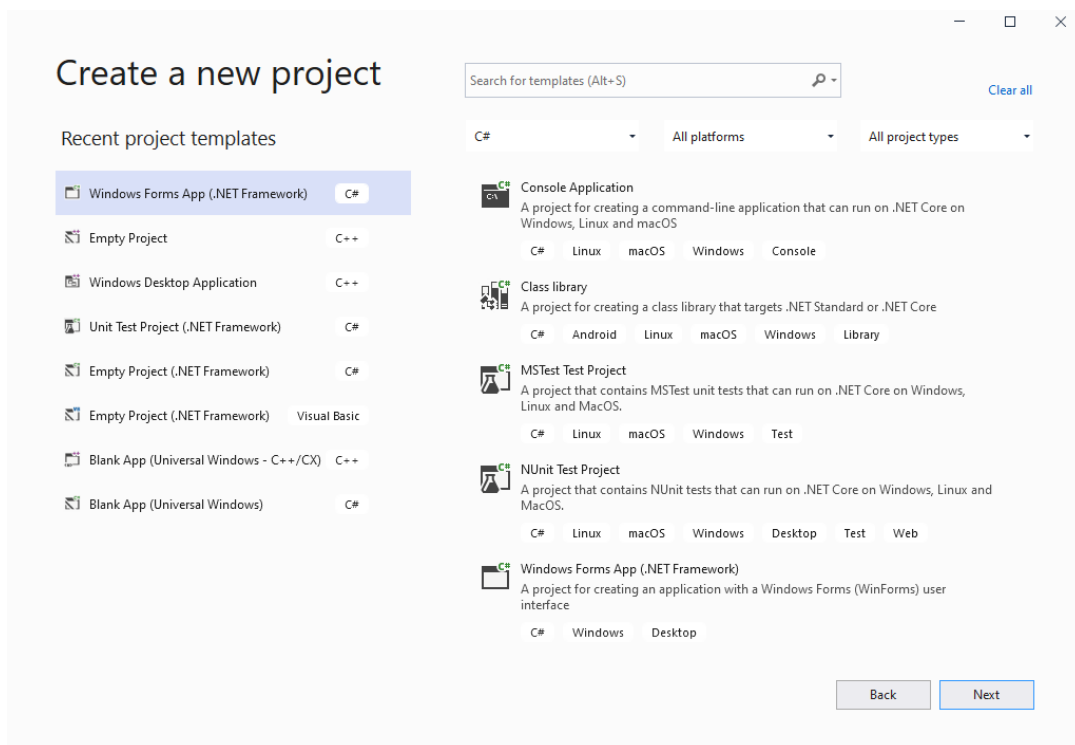 Create a new project
Search for templates (Alt+S)
Clear all
Recent project templates
C#
All platforms
All project types
Windows Forms App (.NET Framework) C#
Empty Project C++
Windows Desktop Application C++
Unit Test Project (.NET Framework) C#
Empty Project (.NET Framework) C#
Empty Project (.NET Framework) Visual Basic
Blank App (Universal Windows - C++/CX) C++
Blank App (Universal Windows) C#
C#
C:\
Console Application
A project for creating a command-line application that can run on .NET Core on
Windows, Linux and macOS
C# Linux macOS Windows Console
C#
Class library
A project for creating a class library that targets .NET Standard or .NET Core
C# Android Linux macOS Windows Library
C#
MSTest Test Project
A project that contains MSTest unit tests that can run on .NET Core on Windows,
Linux and MacOS.
C# Linux macOS Windows Test
C#
NUnit Test Project
A project that contains NUnit tests that can run on .NET Core on Windows, Linux and
MacOS.
C# Linux macOS Windows Desktop Test Web
C#
Windows Forms App (.NET Framework)
A project for creating an application with a Windows Forms (WinForms) user
interface
C# Windows Desktop
Back Next